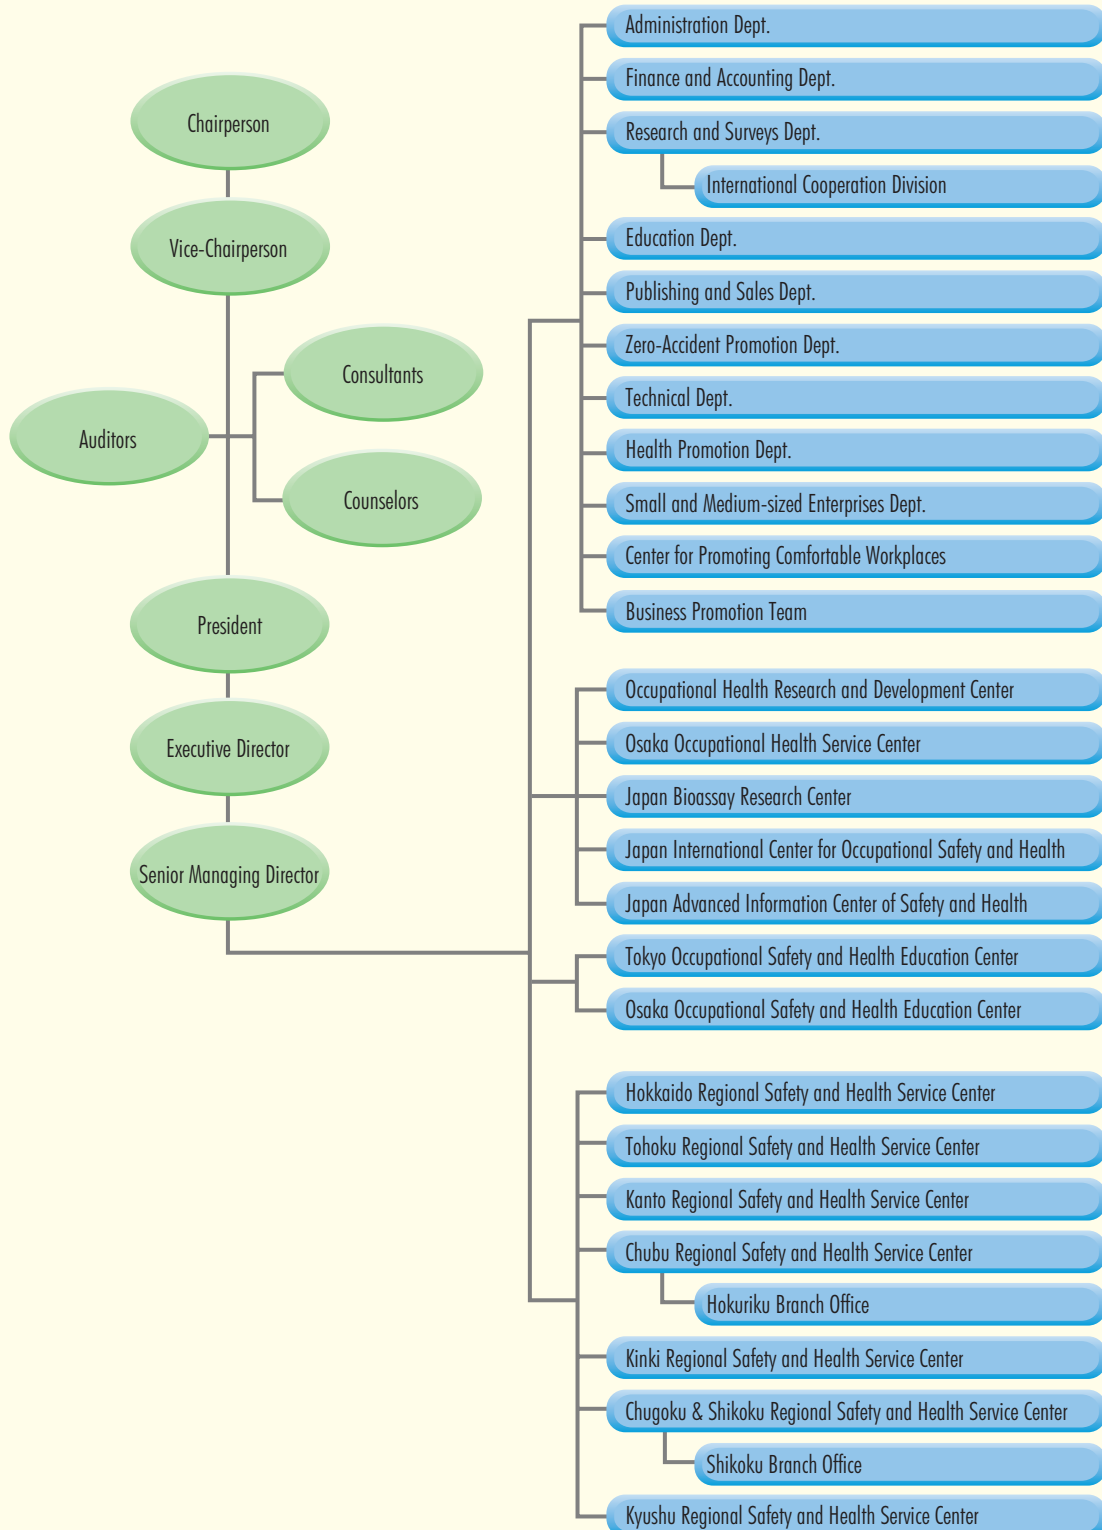 Chairperson
Vice-Chairperson
Consultants
Auditors
Counselors
President
Executive Director
Senior Managing Director
Administration Dept.
Finance and Accounting Dept.
Research and Surveys Dept.
International Cooperation Division
Education Dept.
Publishing and Sales Dept.
Zero-Accident Promotion Dept.
Technical Dept.
Health Promotion Dept.
Small and Medium-sized Enterprises Dept.
Center for Promoting Comfortable Workplaces
Business Promotion Team
Occupational Health Research and Development Center
Osaka Occupational Health Service Center
Japan Bioassay Research Center
Japan International Center for Occupational Safety and Health
Japan Advanced Information Center of Safety and Health
Tokyo Occupational Safety and Health Education Center
Osaka Occupational Safety and Health Education Center
Hokkaido Regional Safety and Health Service Center
Tohoku Regional Safety and Health Service Center
Kanto Regional Safety and Health Service Center
Chubu Regional Safety and Health Service Center
Hokuriku Branch Office
Kinki Regional Safety and Health Service Center
Chugoku & Shikoku Regional Safety and Health Service Center
Shikoku Branch Office
Kyushu Regional Safety and Health Service Center